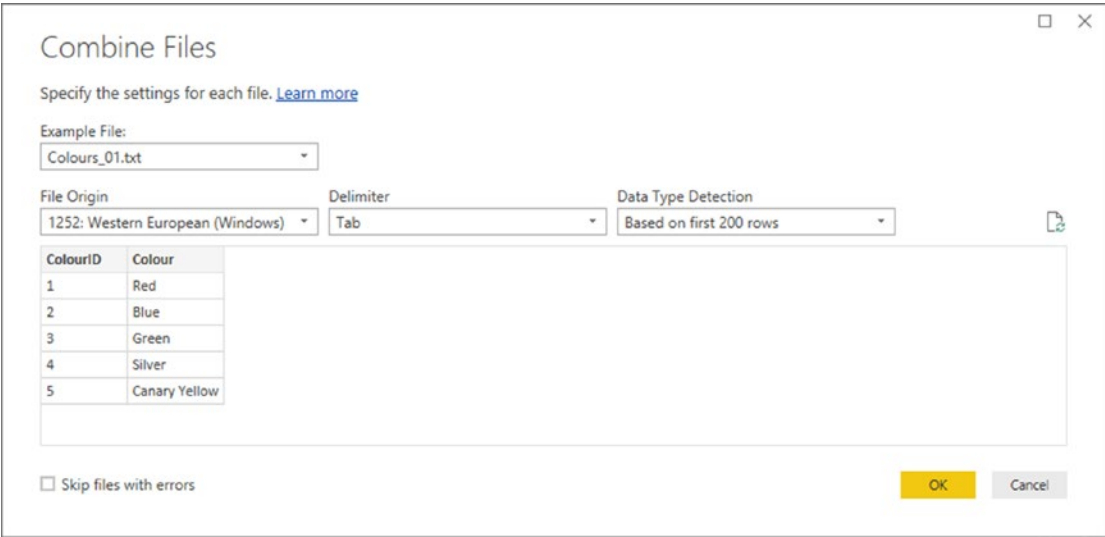 Combine Files
Specify the settings for each file. Learn more
Example File:
Colours_01.txt
File Origin Delimiter Data Type Detection
1252: Western European (Windows) Tab Based on first 200 rows
ColourID Colour
1 Red
2 Blue
3 Green
4 Silver
5 Canary Yellow
Skip files with errors OK Cancel